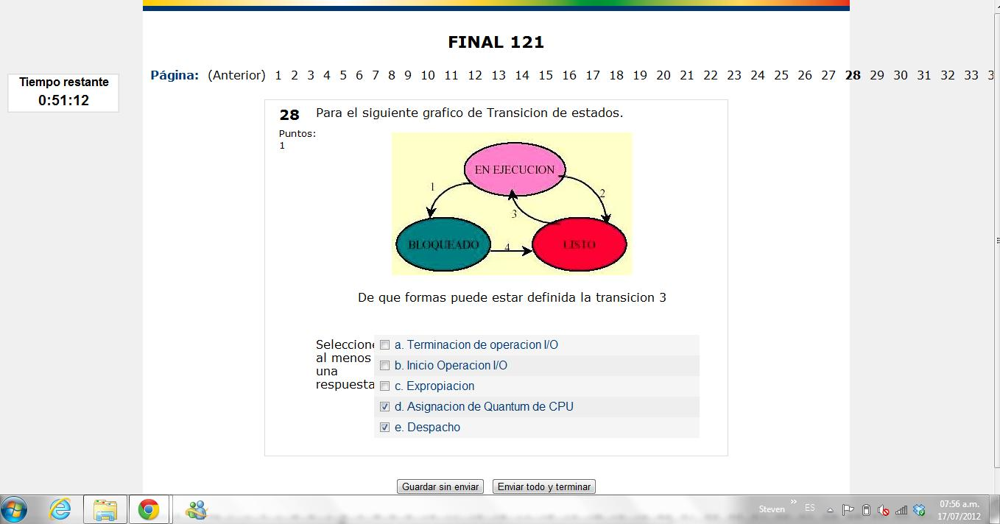 FINAL 121
Página: (Anterior) 1 2 3 4 5 6 7 8 9 10 11 12 13 14 15 16 17 18 19 20 21 22 23 24 25 26 27 28 29 30 31 32 33 3
Tiempo restante
0:51:12
28 Para el siguiente grafico de Transicion de estados.
Puntos:
1
EN EJECUCION
1
2
3
BLOQUEADO
4
LISTO
De que formas puede estar definida la transicion 3
Seleccione
al menos
una
respuesta
a. Terminacion de operacion I/O
b. Inicio Operacion I/O
c. Expropiacion
d. Asignacion de Quantum de CPU
e. Despacho
Guardar sin enviar Enviar todo y terminar
Steven » ES 07:56 a.m.
17/07/2012